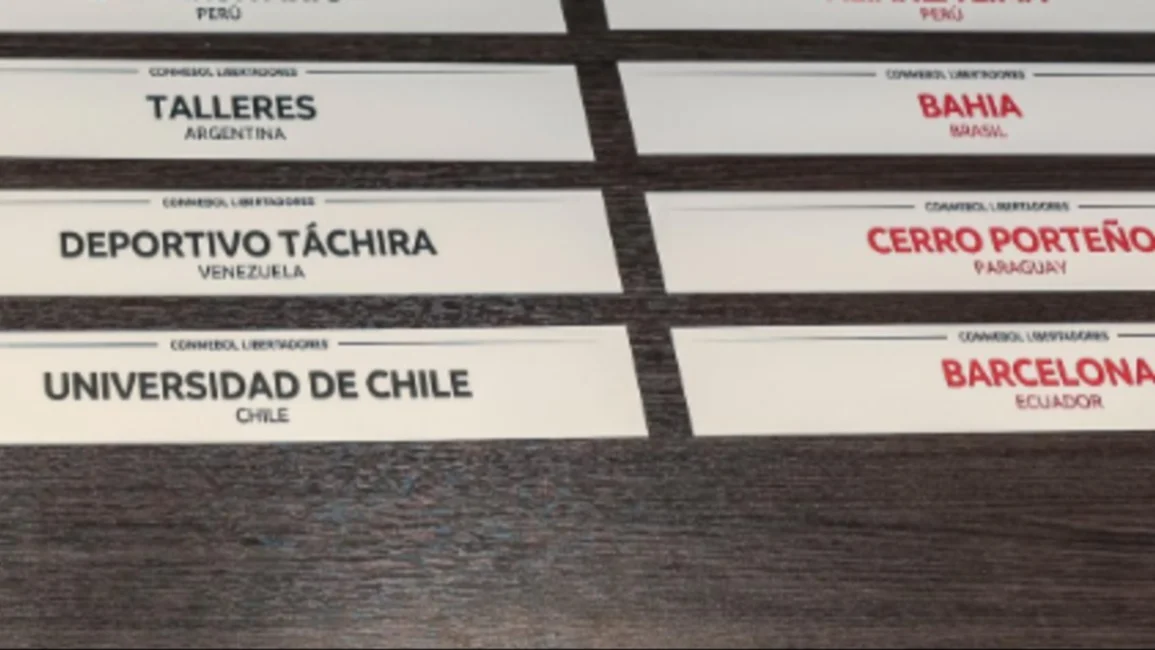 PERÚ
PERÚ
CONMEBOL LIBERTADORES
TALLERES
ARGENTINA
CONMEBOL LIBERTADORES
BAHIA
BRASIL
CONMEBOL LIBERTADORES
DEPORTIVO TÁCHIRA
VENEZUELA
CONMEBOL LIBERTADORES
CERRO PORTEÑO
PARAGUAY
CONMEBOL LIBERTADORES
UNIVERSIDAD DE CHILE
CHILE
CONMEBOL LIBERTADORES
BARCELONA
ECUADOR